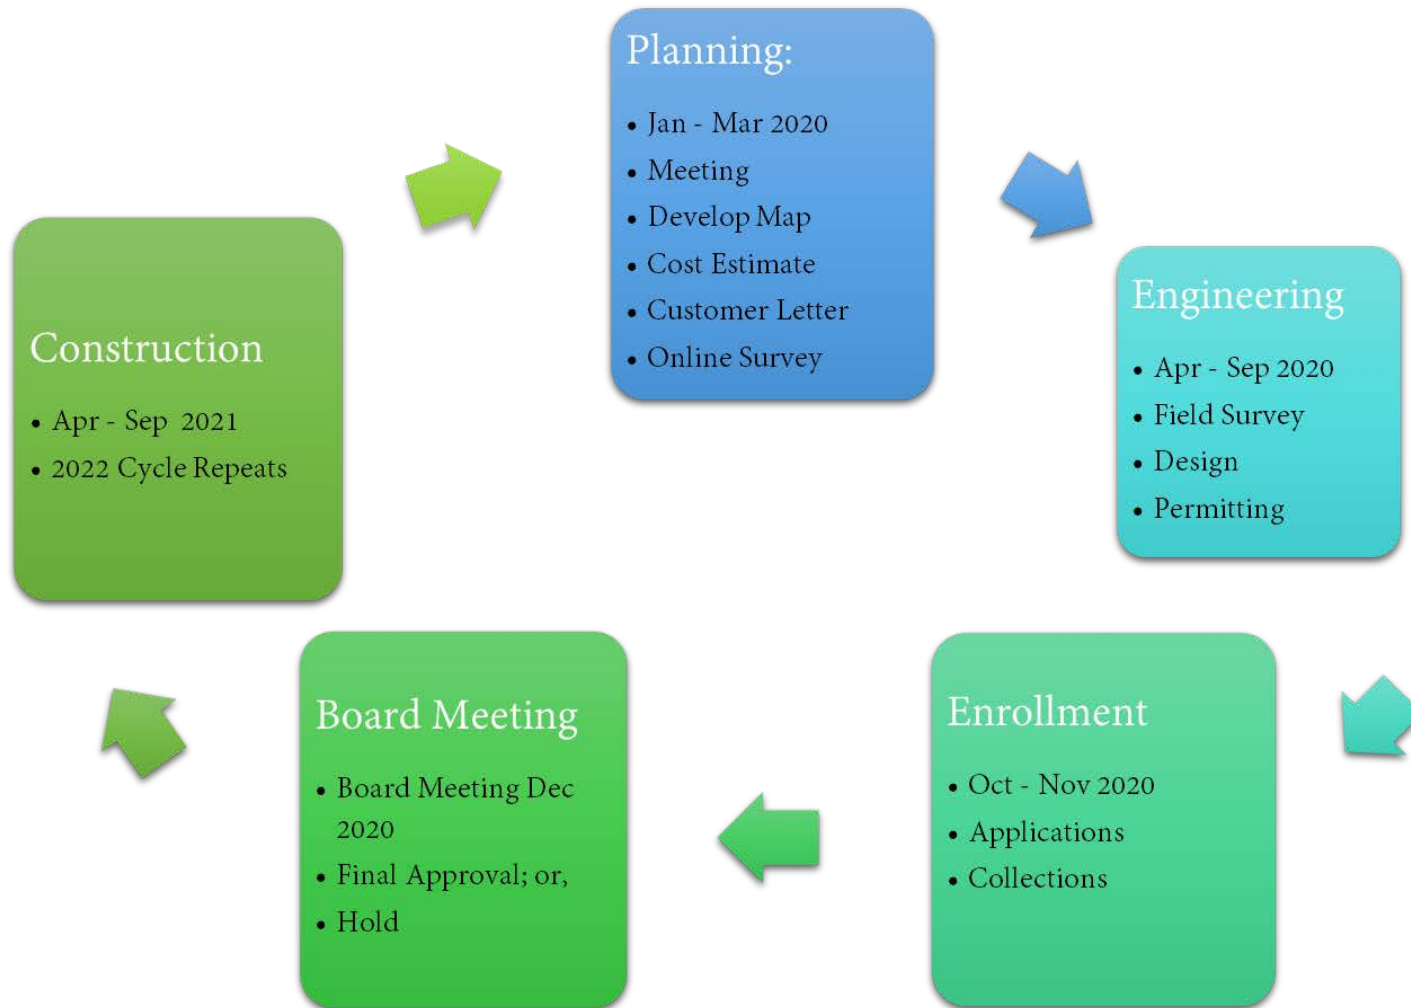 Planning:
• Jan - Mar 2020
• Meeting
• Develop Map
• Cost Estimate
• Customer Letter
• Online Survey
Engineering
• Apr - Sep 2020
• Field Survey
• Design
• Permitting
Enrollment
• Oct - Nov 2020
• Applications
• Collections
Board Meeting
• Board Meeting Dec
2020
• Final Approval; or,
• Hold
Construction
• Apr - Sep  2021
• 2022 Cycle Repeats